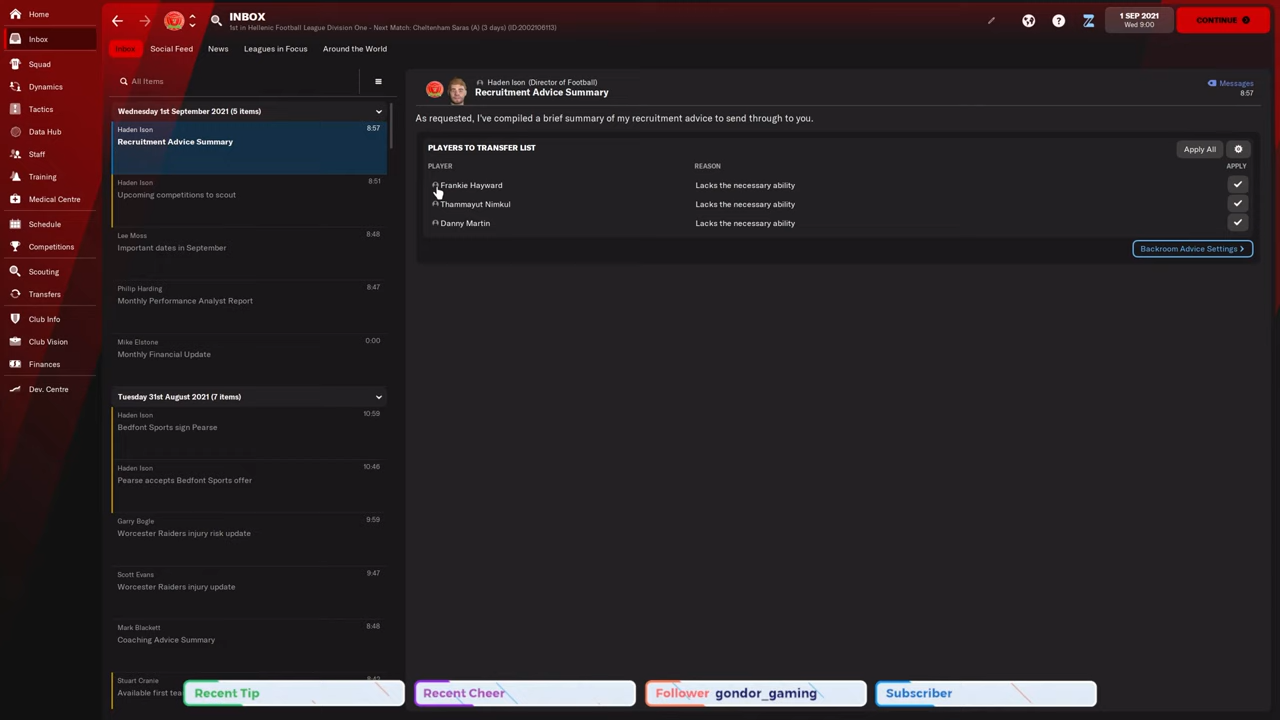 Home
Inbox
Squad
Dynamics
Tactics
Data Hub
Staff
Training
Medical Centre
Schedule
Competitions
Scouting
Transfers
Club Info
Club Vision
Finances
Dev. Centre
INBOX
1st in Hellenic Football League Division One - Next Match: Cheltenham Saras (A) (3 days) (ID:2002106113)
1 SEP 2021
Wed 9:00
CONTINUE
Inbox
Social Feed
News
Leagues in Focus
Around the World
All Items
Wednesday 1st September 2021 (5 items)
Haden Ison 8:57
Recruitment Advice Summary
Haden Ison 8:51
Upcoming competitions to scout
Lee Moss 8:48
Important dates in September
Philip Harding 8:47
Monthly Performance Analyst Report
Mike Elstone 0:00
Monthly Financial Update
Tuesday 31st August 2021 (7 items)
Haden Ison 10:59
Bedfont Sports sign Pearse
Haden Ison 10:46
Pearse accepts Bedfont Sports offer
Garry Bogle 9:59
Worcester Raiders injury risk update
Scott Evans 9:47
Worcester Raiders injury update
Mark Blackett 8:48
Coaching Advice Summary
Stuart Cranie
Available first tea
Haden Ison (Director of Football)
Recruitment Advice Summary
Messages
8:57
As requested, I've compiled a brief summary of my recruitment advice to send through to you.
PLAYERS TO TRANSFER LIST
Apply All
PLAYER REASON APPLY
Frankie Hayward Lacks the necessary ability
Thammayut Nimkul Lacks the necessary ability
Danny Martin Lacks the necessary ability
Backroom Advice Settings >
Recent Tip
Recent Cheer
Follower gondor_gaming
Subscriber